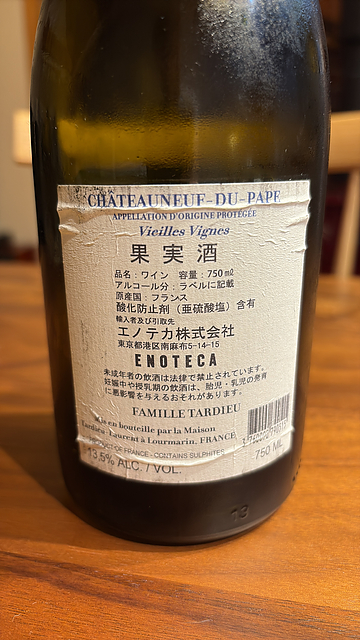 CHÂTEAUNEUF-DU-PAPE
APPELLATION D'ORIGINE PROTÉGÉE
Vieilles Vignes
果実酒
品名：ワイン 容量：750㎖
アルコール分：ラベルに記載
原産国：フランス
酸化防止剤（亜硫酸塩）含有
輸入者及び引取先
エノテカ株式会社
東京都港区南麻布5-14-15
ENOTECA
未成年者の飲酒は法律で禁止されています。
妊娠中や授乳期の飲酒は、胎児・乳児の発育
に悪影響を与えるおそれがあります。
FAMILLE TARDIEU
Mis en bouteille par la Maison
Tardieu-Laurent à Lourmarin, FRANCE
PRODUCT OF FRANCE - CONTAINS SULPHITES
13,5% ALC. / VOL.
750 ML